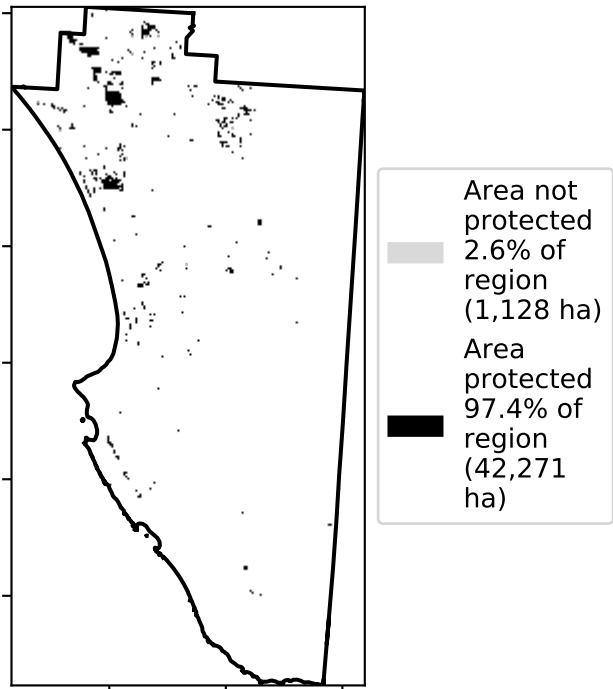 Area not
protected
2.6% of
region
(1,128 ha)
Area
protected
97.4% of
region
(42,271
ha)